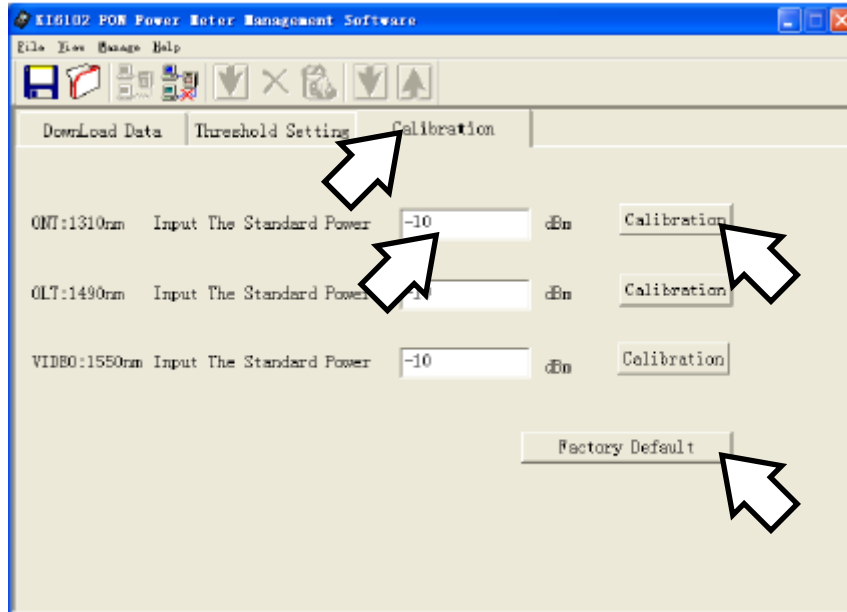 KI6102 PON Power Meter Management Software
File View Manage Help
DownLoad Data Threshold Setting Calibration
ONT:1310nm Input The Standard Power -10 dBm Calibration
OLT:1490nm Input The Standard Power -10 dBm Calibration
VIDEO:1550nm Input The Standard Power -10 dBm Calibration
Factory Default